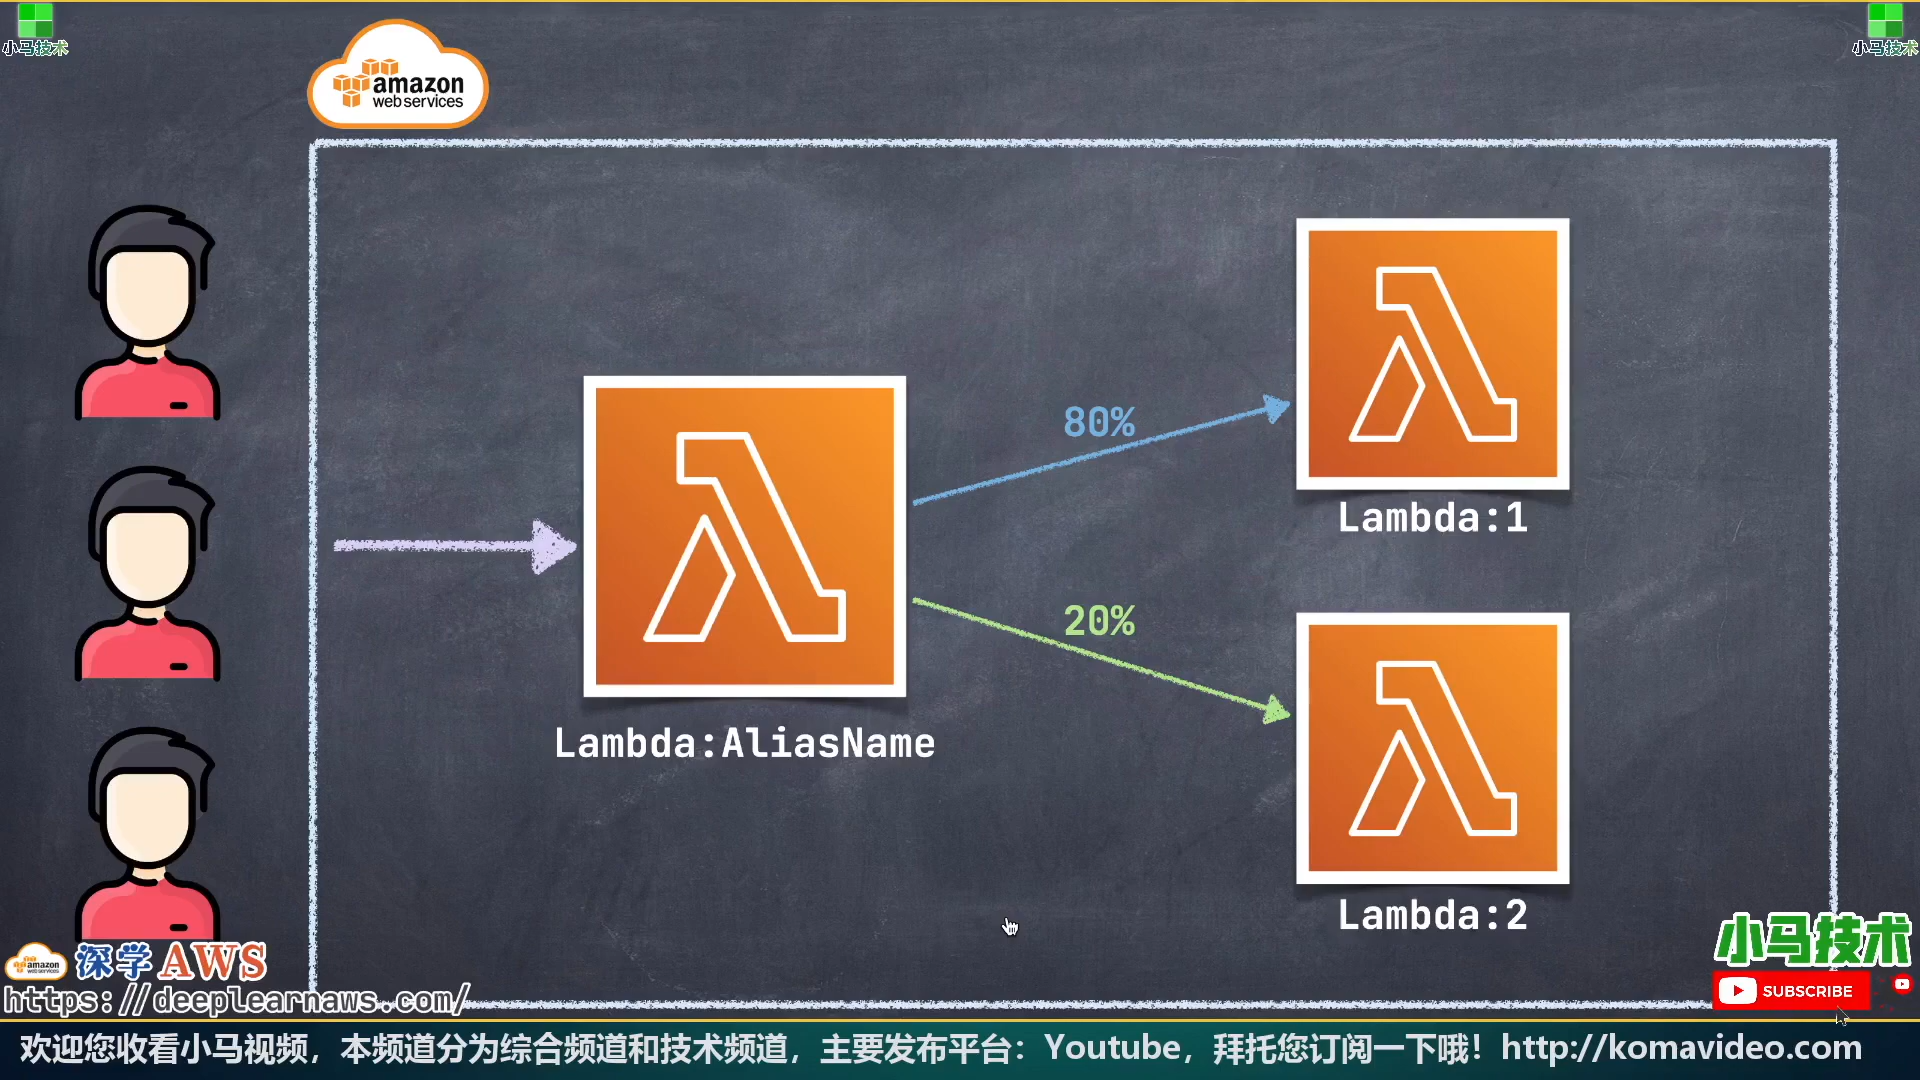 小马技术
小马技术
amazon
web services
80%
Lambda:1
20%
Lambda:AliasName
Lambda:2
小马技术
SUBSCRIBE
amazon
web services
深学AWS
https://deeplearnaws.com/
欢迎您收看小马视频，本频道分为综合频道和技术频道，主要发布平台：Youtube，拜托您订阅一下哦！http://komavideo.com